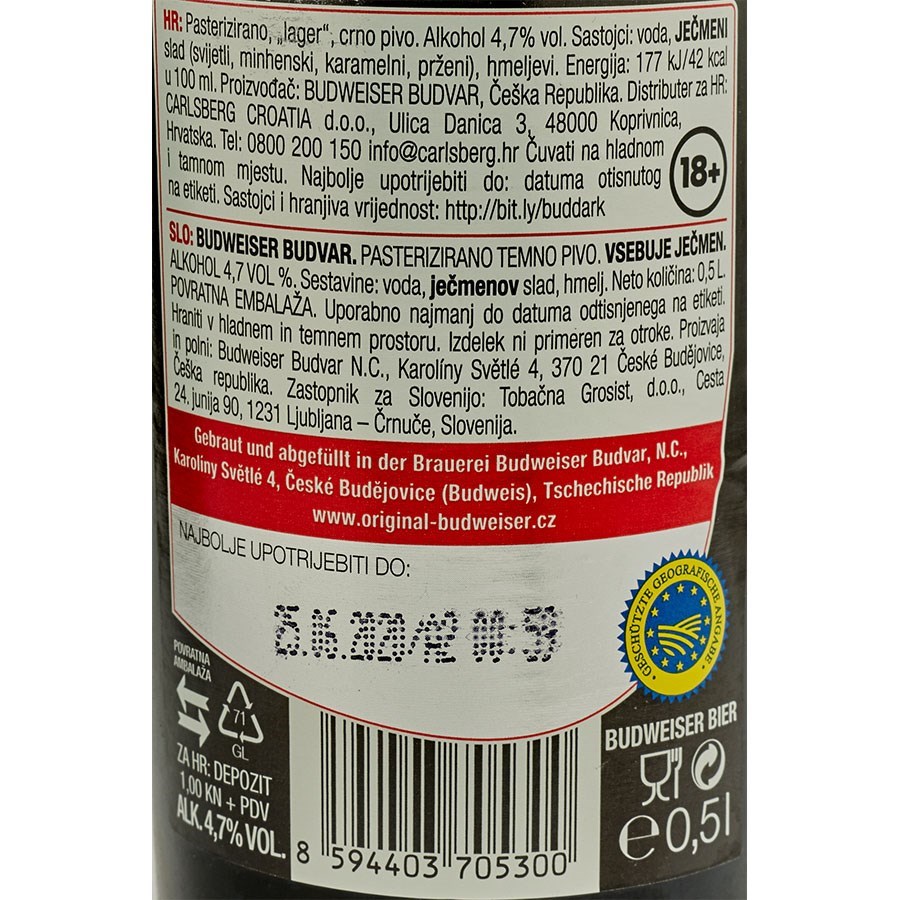 HR: Pasterizirano, „lager“, crno pivo. Alkohol 4,7% vol. Sastojci: voda, JEČMENI
slad (svijetli, minhenski, karamelni, prženi), hmeljevi. Energija: 177 kJ/42 kcal
u 100 ml. Proizvođač: BUDWEISER BUDVAR, Češka Republika. Distributer za HR:
CARLSBERG CROATIA d.o.o., Ulica Danica 3, 48000 Koprivnica,
Hrvatska. Tel: 0800 200 150 info@carlsberg.hr Čuvati na hladnom
i tamnom mjestu. Najbolje upotrijebiti do: datuma otisnutog
na etiketi. Sastojci i hranjiva vrijednost: http://bit.ly/buddark
18+
SLO: BUDWEISER BUDVAR. PASTERIZIRANO TEMNO PIVO. VSEBUJE JEČMEN.
ALKOHOL 4,7 VOL %. Sestavine: voda, ječmenov slad, hmelj. Neto količina: 0,5 L.
POVRATNA EMBALAŽA. Uporabno najmanj do datuma odtisnjenega na etiketi.
Hraniti v hladnem in temnem prostoru. Izdelek ni primeren za otroke. Proizvaja
in polni: Budweiser Budvar N.C., Karolíny Světlé 4, 370 21 České Budějovice,
Češka republika. Zastopnik za Slovenijo: Tobačna Grosist, d.o.o., Cesta
24. junija 90, 1231 Ljubljana – Črnuče, Slovenija.
Gebraut und abgefüllt in der Brauerei Budweiser Budvar, N.C.,
Karolíny Světlé 4, České Budějovice (Budweis), Tschechische Republik
www.original-budweiser.cz
NAJBOLJE UPOTRIJEBITI DO:
GESCHÜTZTE GEOGRAFISCHE ANGABE
POVRATNA
AMBALAŽA
71
GL
ZA HR: DEPOZIT
1,00 KN + PDV
ALK. 4,7% VOL.
BUDWEISER BIER
℮ 0,5l
8 594403 705300